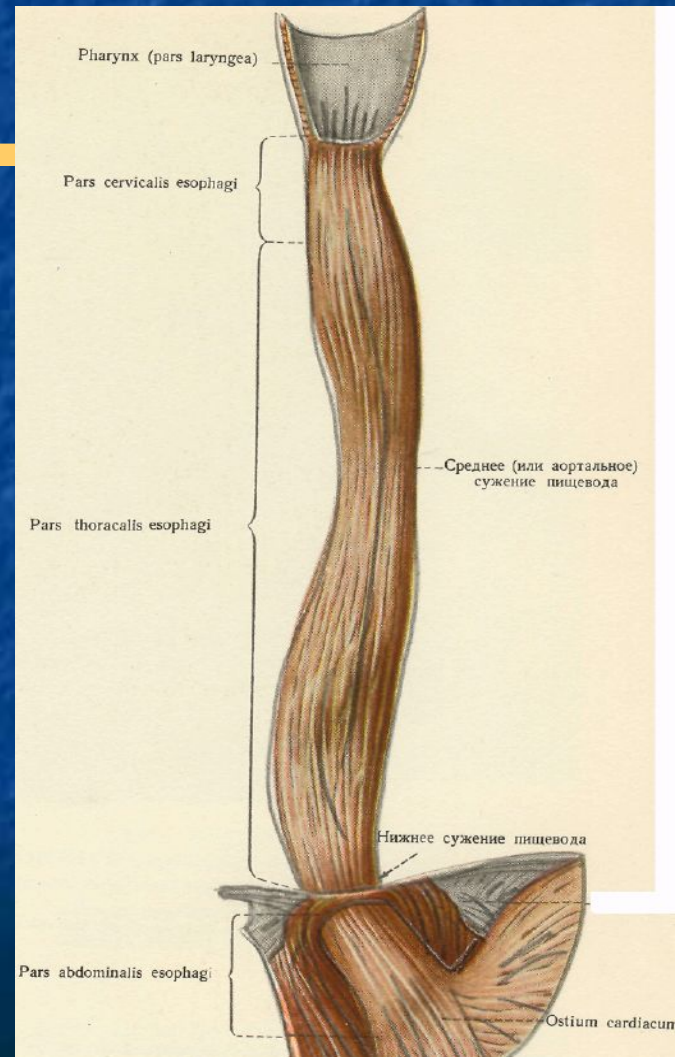 Pharynx (pars laryngea)
Pars cervicalis esophagi
Среднее (или аортальное)
сужение пищевода
Pars thoracalis esophagi
Нижнее сужение пищевода
Pars abdominalis esophagi
Ostium cardiacum